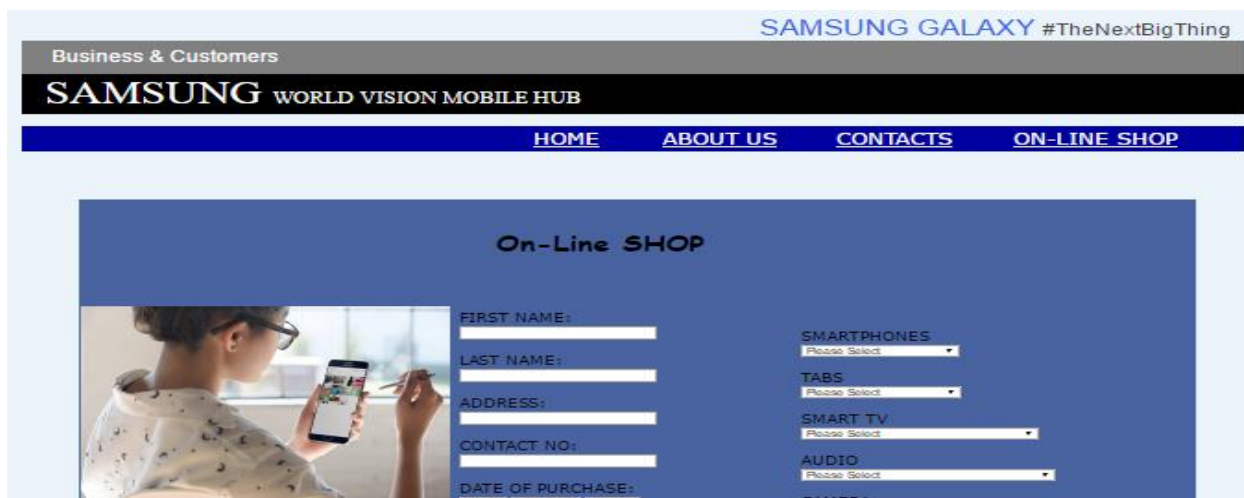 SAMSUNG GALAXY #TheNextBigThing
Business & Customers
SAMSUNG WORLD VISION MOBILE HUB
HOME ABOUT US CONTACTS ON-LINE SHOP
On-Line SHOP
FIRST NAME:
LAST NAME:
ADDRESS:
CONTACT NO:
DATE OF PURCHASE:
SMARTPHONES
Please Select
TABS
Please Select
SMART TV
Please Select
AUDIO
Please Select